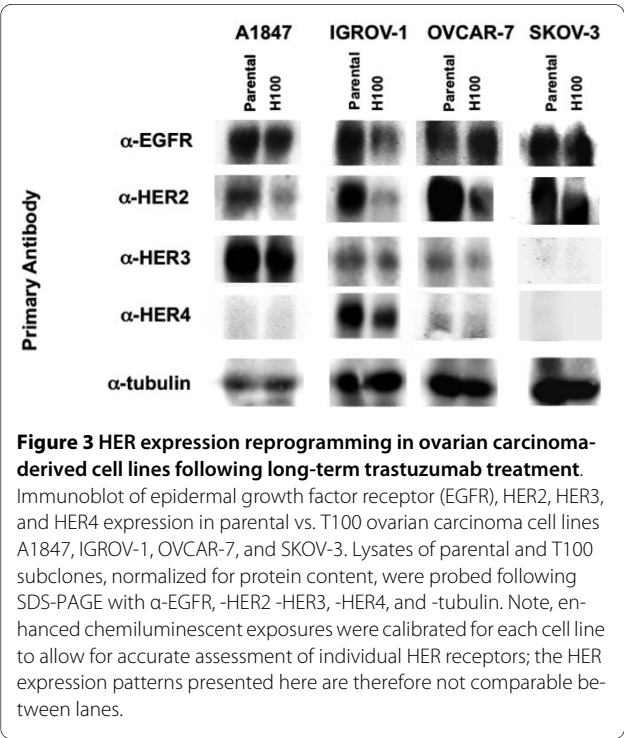 A1847 IGROV-1 OVCAR-7 SKOV-3
Parental H100 Parental H100 Parental H100 Parental H100
Primary Antibody
α-EGFR
α-HER2
α-HER3
α-HER4
α-tubulin
Figure 3 HER expression reprogramming in ovarian carcinoma-
derived cell lines following long-term trastuzumab treatment.
Immunoblot of epidermal growth factor receptor (EGFR), HER2, HER3,
and HER4 expression in parental vs. T100 ovarian carcinoma cell lines
A1847, IGROV-1, OVCAR-7, and SKOV-3. Lysates of parental and T100
subclones, normalized for protein content, were probed following
SDS-PAGE with α-EGFR, -HER2 -HER3, -HER4, and -tubulin. Note, en-
hanced chemiluminescent exposures were calibrated for each cell line
to allow for accurate assessment of individual HER receptors; the HER
expression patterns presented here are therefore not comparable be-
tween lanes.